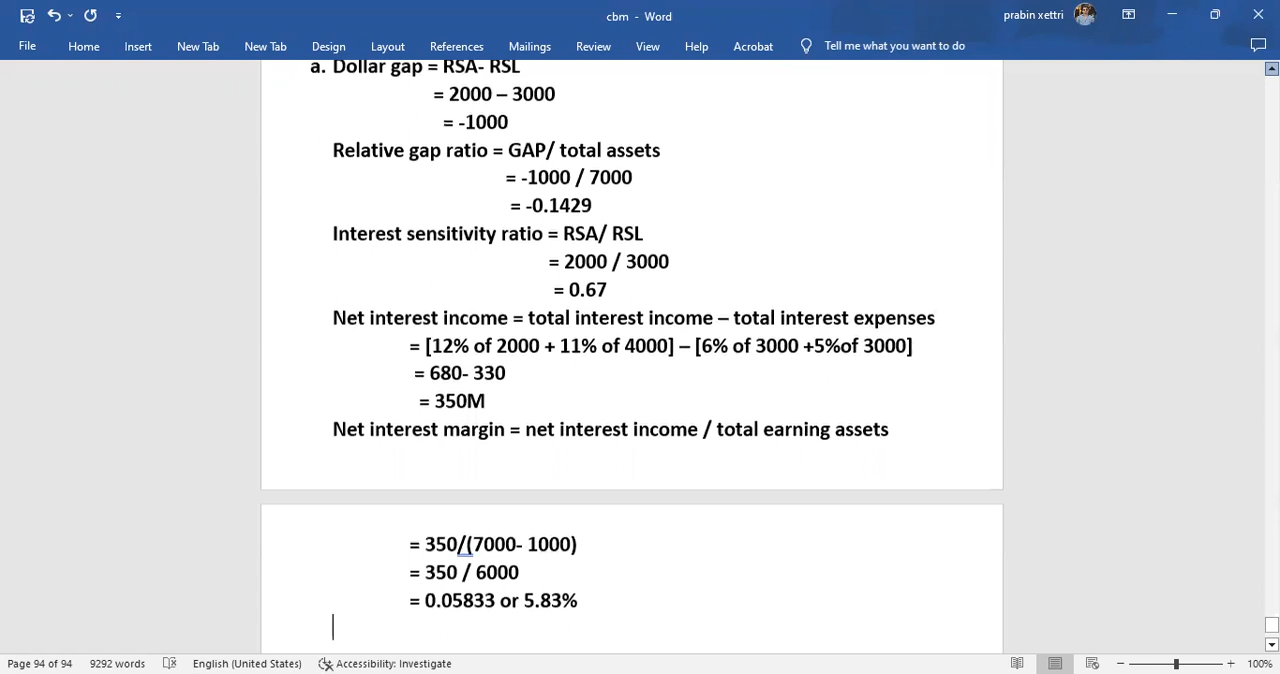 cbm - Word
prabin xettri
File Home Insert New Tab New Tab Design Layout References Mailings Review View Help Acrobat Tell me what you want to do
a. Dollar gap = RSA- RSL
= 2000 – 3000
= -1000
Relative gap ratio = GAP/ total assets
= -1000 / 7000
= -0.1429
Interest sensitivity ratio = RSA/ RSL
= 2000 / 3000
= 0.67
Net interest income = total interest income – total interest expenses
= [12% of 2000 + 11% of 4000] – [6% of 3000 +5%of 3000]
= 680- 330
= 350M
Net interest margin = net interest income / total earning assets
= 350/(7000- 1000)
= 350 / 6000
= 0.05833 or 5.83%
Page 94 of 94 9292 words English (United States) Accessibility: Investigate 100%